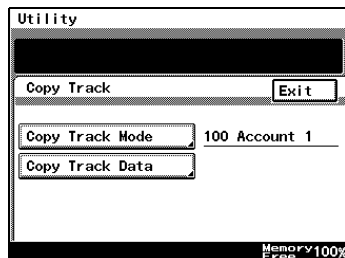 Utility
Copy Track
Exit
Copy Track Mode 100 Account 1
Copy Track Data
Memory
Free 100%